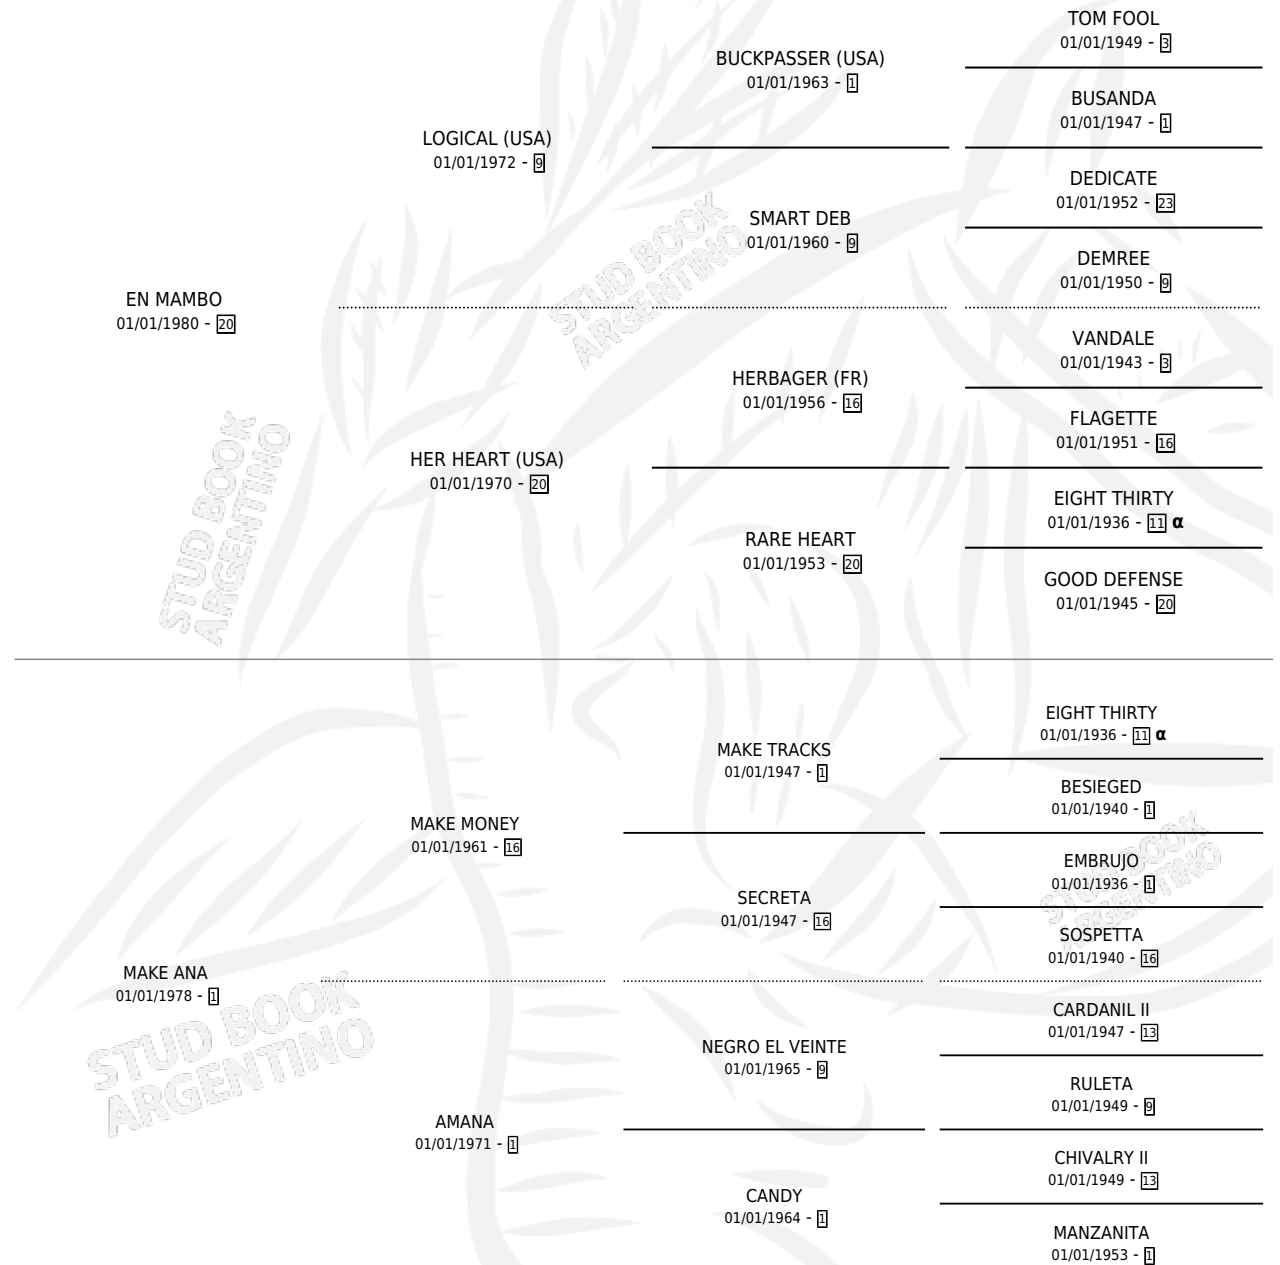 TOM FOOL
01/01/1949 - 3
BUCKPASSER (USA)
01/01/1963 - 1
BUSANDA
01/01/1947 - 1
LOGICAL (USA)
01/01/1972 - 9
DEDICATE
01/01/1952 - 23
SMART DEB
01/01/1960 - 9
DEMREE
01/01/1950 - 9
STUD BOOK
ARGENTINO
EN MAMBO
01/01/1980 - 20
VANDALE
01/01/1943 - 3
HERBAGER (FR)
01/01/1956 - 16
FLAGETTE
01/01/1951 - 16
HER HEART (USA)
01/01/1970 - 20
EIGHT THIRTY
01/01/1936 - 11 α
RARE HEART
01/01/1953 - 20
GOOD DEFENSE
01/01/1945 - 20
STUD BOOK
ARGENTINO
EIGHT THIRTY
01/01/1936 - 11 α
MAKE TRACKS
01/01/1947 - 1
BESIEGED
01/01/1940 - 1
MAKE MONEY
01/01/1961 - 16
EMBRUJO
01/01/1936 - 1
SECRETA
01/01/1947 - 16
SOSPETTA
01/01/1940 - 16
STUD BOOK
ARGENTINO
MAKE ANA
01/01/1978 - 1
CARDANIL II
01/01/1947 - 13
NEGRO EL VEINTE
01/01/1965 - 9
RULETA
01/01/1949 - 9
AMANA
01/01/1971 - 1
CHIVALRY II
01/01/1949 - 13
CANDY
01/01/1964 - 1
MANZANITA
01/01/1953 - 1
STUD BOOK
ARGENTINO